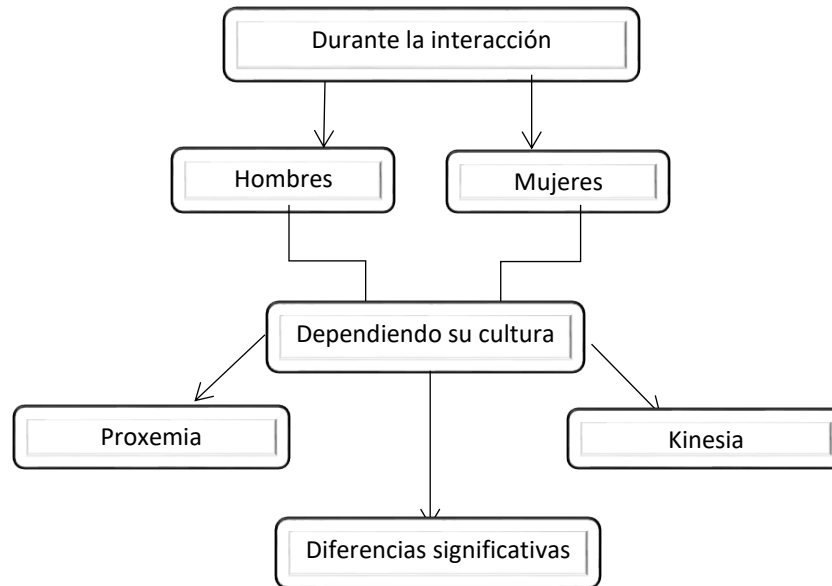 Durante la interacción
Hombres
Mujeres
Dependiendo su cultura
Proxemia
Kinesia
Diferencias significativas